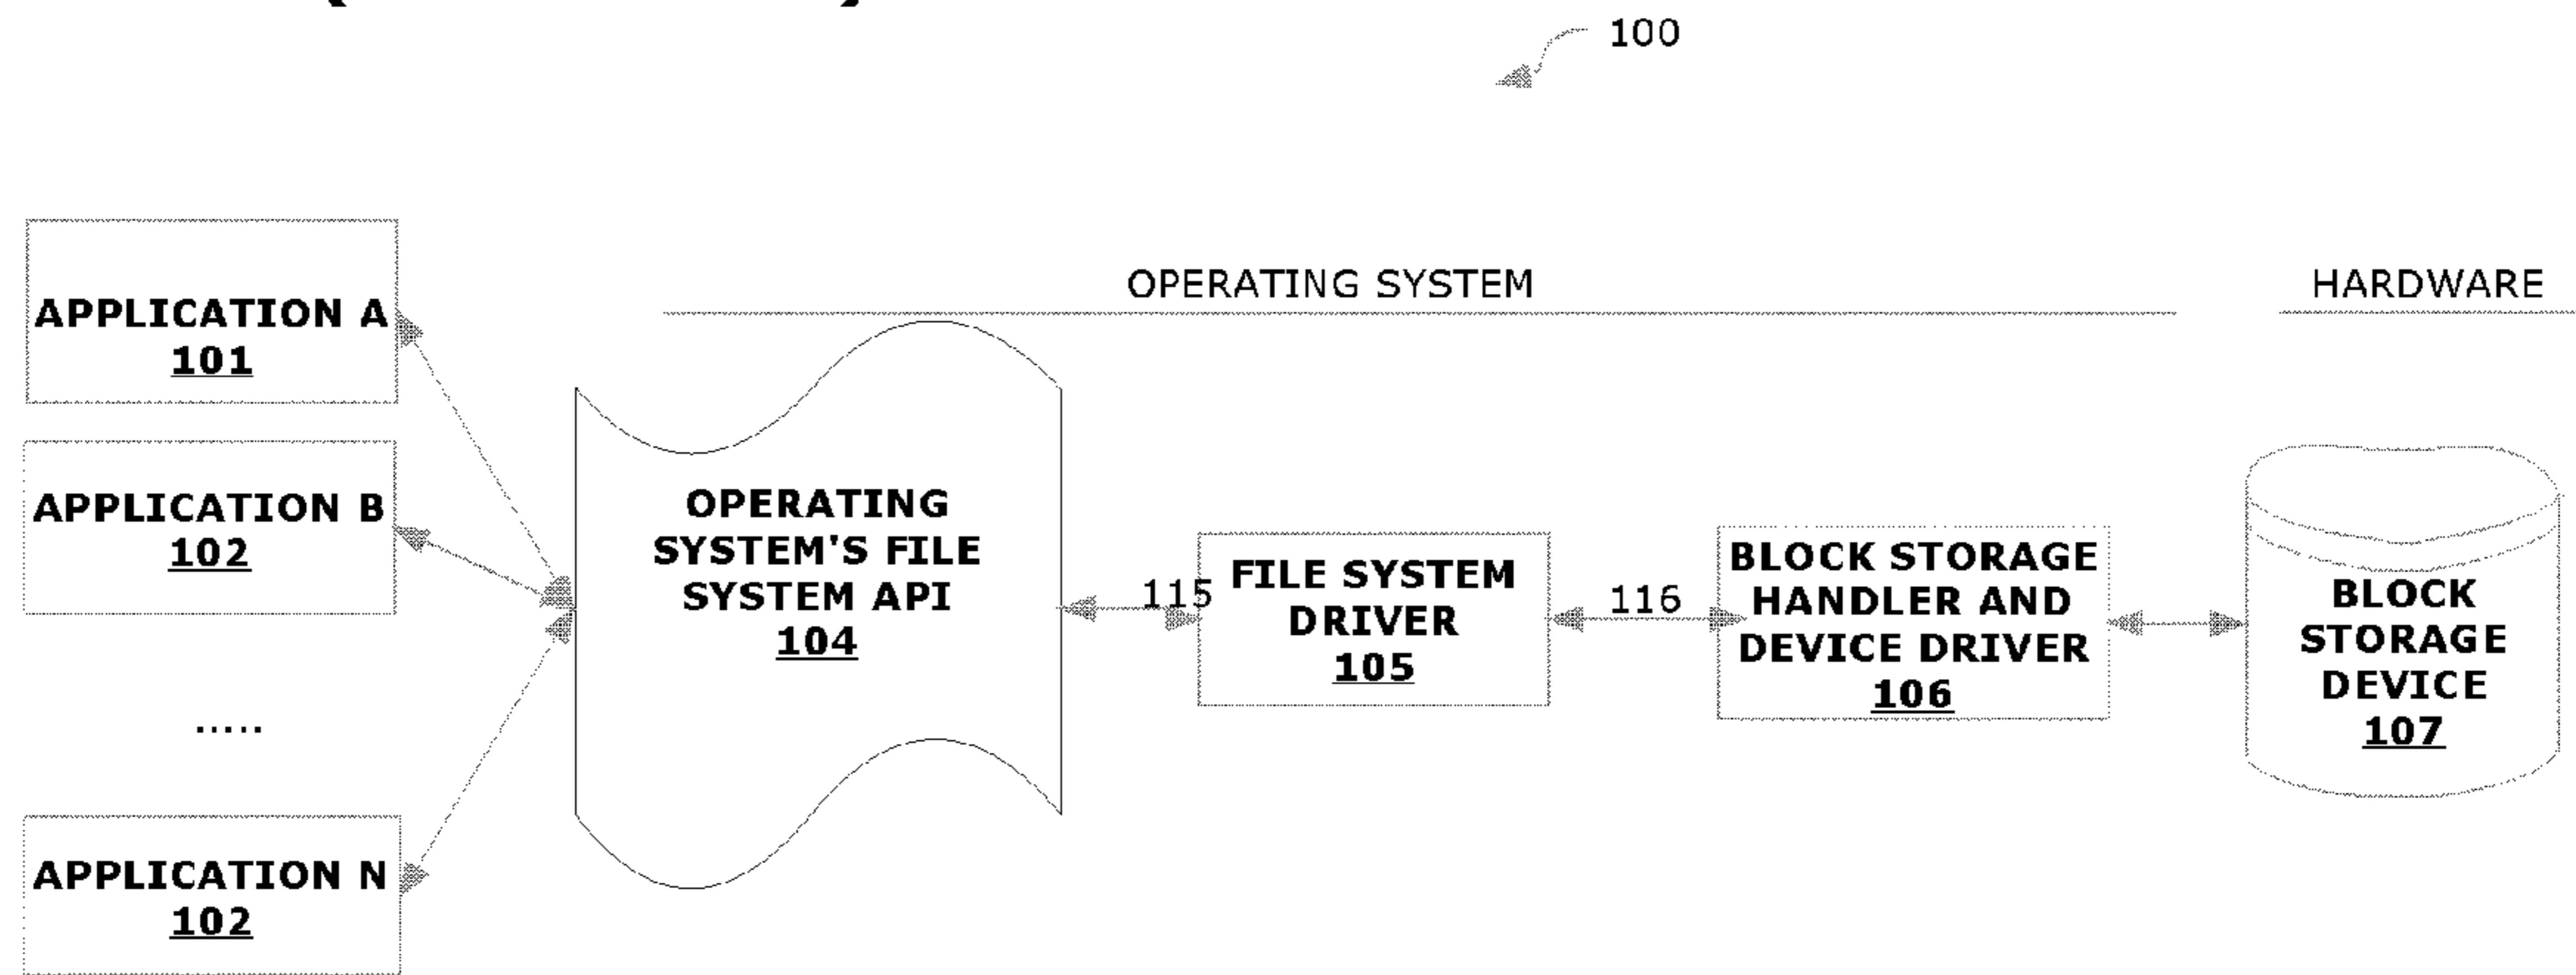 100
OPERATING SYSTEM
HARDWARE
APPLICATION A
101
APPLICATION B
102
.....
APPLICATION N
102
OPERATING
SYSTEM'S FILE
SYSTEM API
104
115
FILE SYSTEM
DRIVER
105
116
BLOCK STORAGE
HANDLER AND
DEVICE DRIVER
106
BLOCK
STORAGE
DEVICE
107